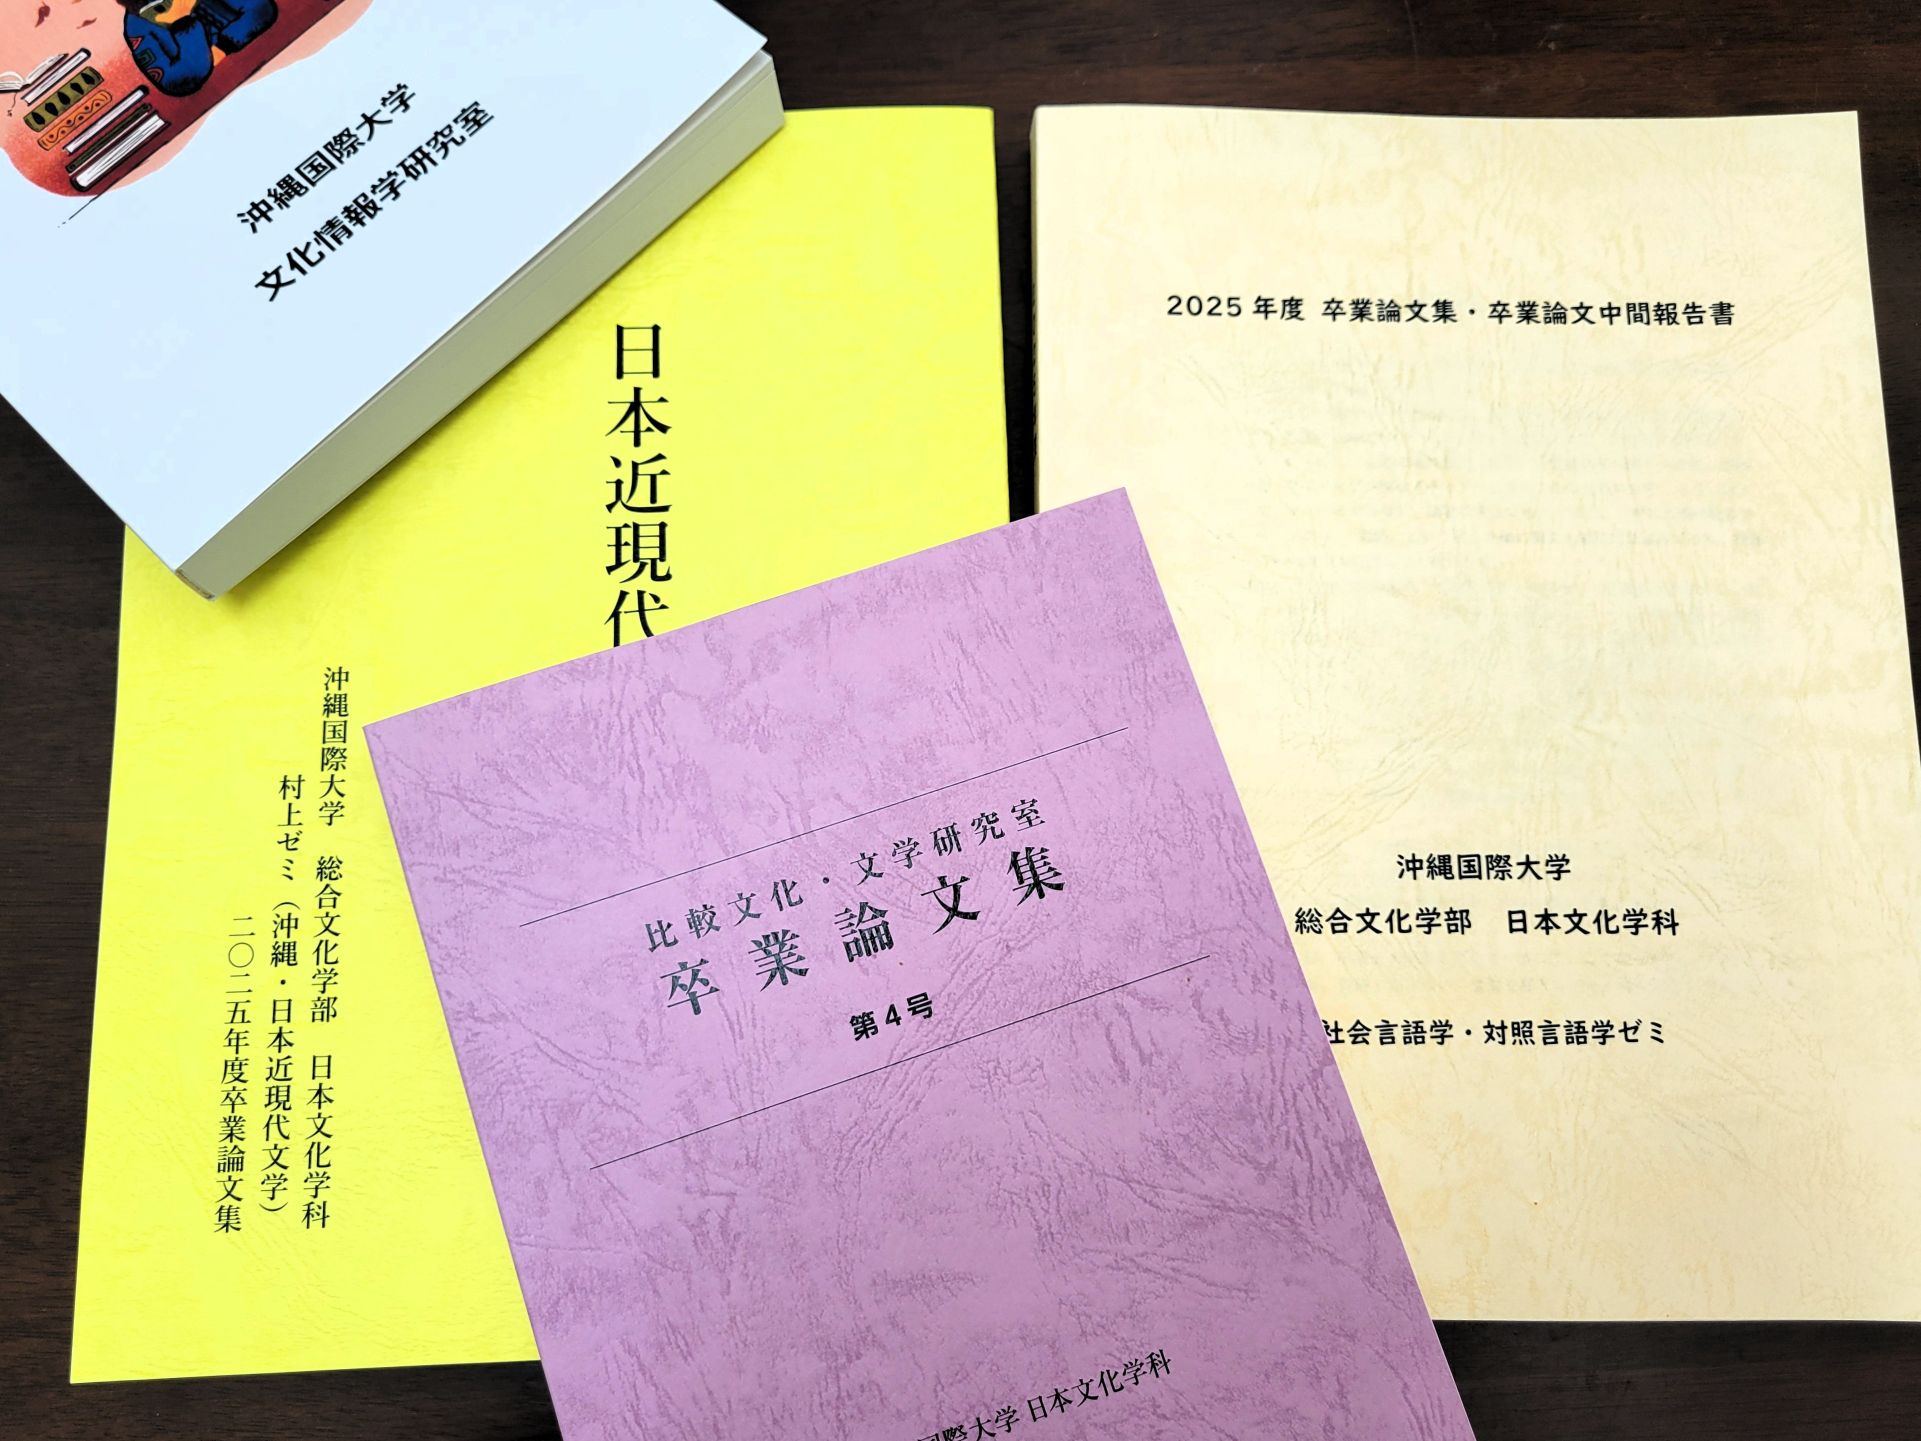 沖縄国際大学
文化情報学研究室
日本近現代
沖縄国際大学 総合文化学部 日本文化学科
村上ゼミ（沖縄・日本近現代文学）
二〇二五年度卒業論文集
2025年度 卒業論文集・卒業論文中間報告書
沖縄国際大学
総合文化学部 日本文化学科
社会言語学・対照言語学ゼミ
比較文化・文学研究室
卒業論文集
第4号
国際大学 日本文化学科